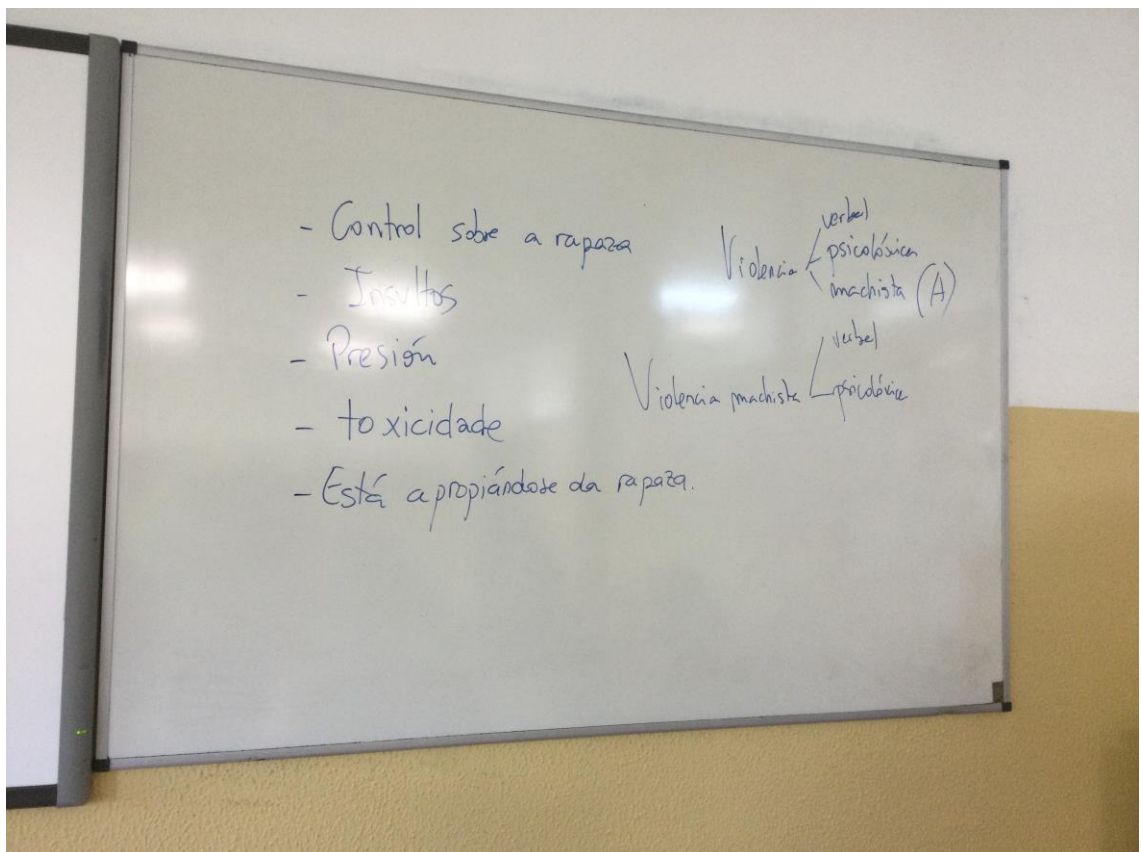 - Control sobre a rapaza
- Insultos
- Presión
- toxicidade
- Está apropiándose da rapaza.
verbal
Violencia psicolóxica
machista (A)
verbal
Violencia machista psicolóxica